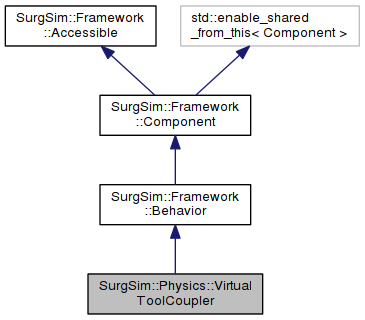 SurgSim::Framework
::Accessible
std::enable_shared
_from_this< Component >
SurgSim::Framework
::Component
SurgSim::Framework
::Behavior
SurgSim::Physics::Virtual
ToolCoupler